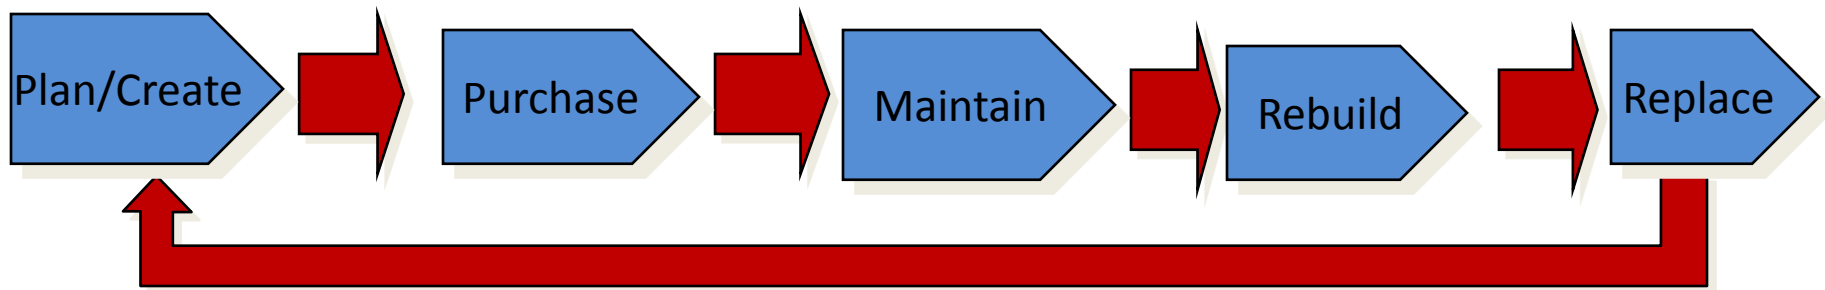 Plan/Create
Purchase
Maintain
Rebuild
Replace